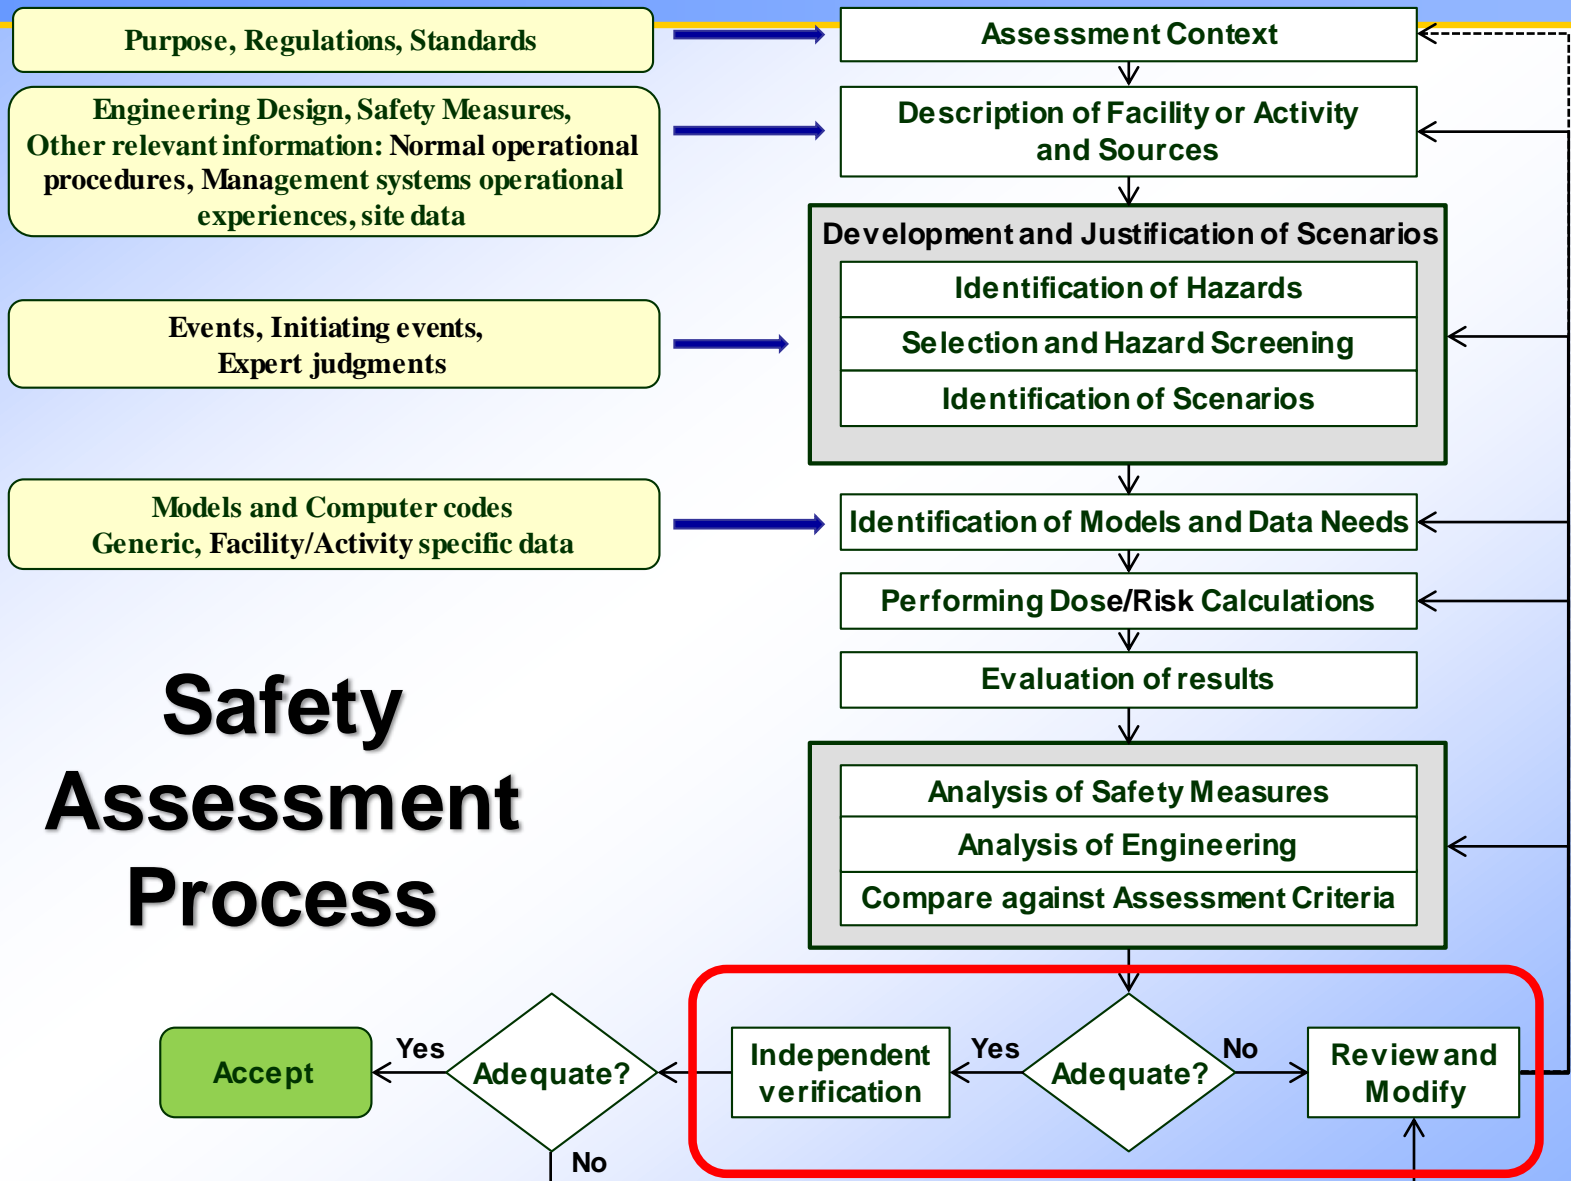 Purpose, Regulations, Standards
Assessment Context
Engineering Design, Safety Measures,
Other relevant information: Normal operational
procedures, Management systems operational
experiences, site data
Description of Facility or Activity
and Sources
Development and Justification of Scenarios
Identification of Hazards
Selection and Hazard Screening
Identification of Scenarios
Events, Initiating events,
Expert judgments
Models and Computer codes
Generic, Facility/Activity specific data
Identification of Models and Data Needs
Performing Dose/Risk Calculations
Evaluation of results
Safety
Assessment
Process
Analysis of Safety Measures
Analysis of Engineering
Compare against Assessment Criteria
Accept
Yes
Adequate?
No
Independent
verification
Yes
Adequate?
No
Review and
Modify